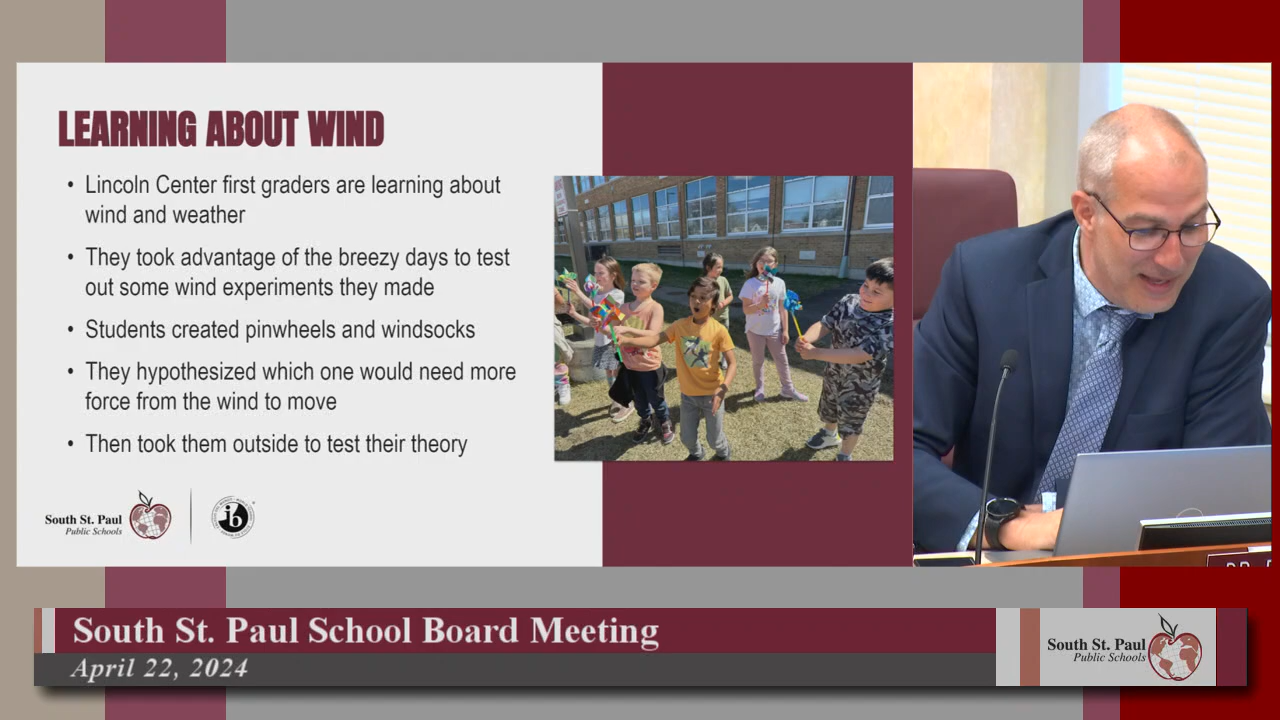 LEARNING ABOUT WIND
• Lincoln Center first graders are learning about
wind and weather
• They took advantage of the breezy days to test
out some wind experiments they made
• Students created pinwheels and windsocks
• They hypothesized which one would need more
force from the wind to move
• Then took them outside to test their theory
South St. Paul
Public Schools
ib
South St. Paul School Board Meeting
April 22, 2024
South St. Paul
Public Schools